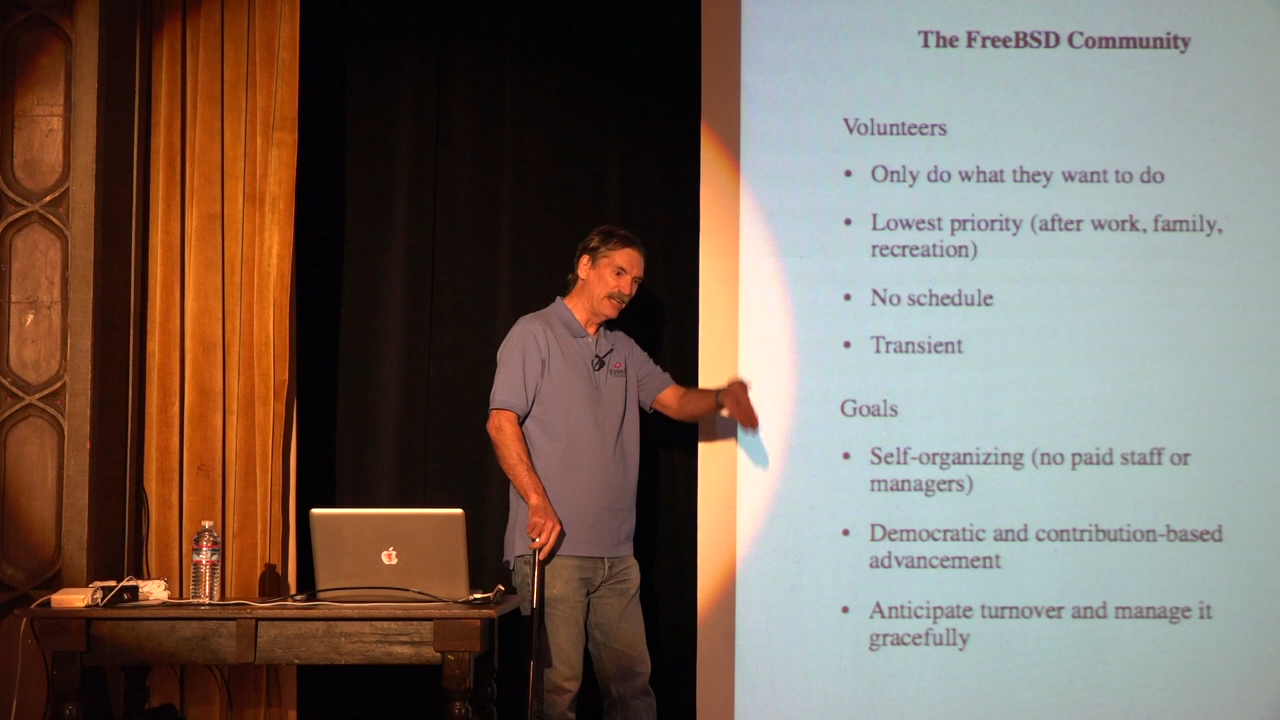 The FreeBSD Community
Volunteers
• Only do what they want to do
• Lowest priority (after work, family,
recreation)
• No schedule
• Transient
Goals
• Self-organizing (no paid staff or
managers)
• Democratic and contribution-based
advancement
• Anticipate turnover and manage it
gracefully